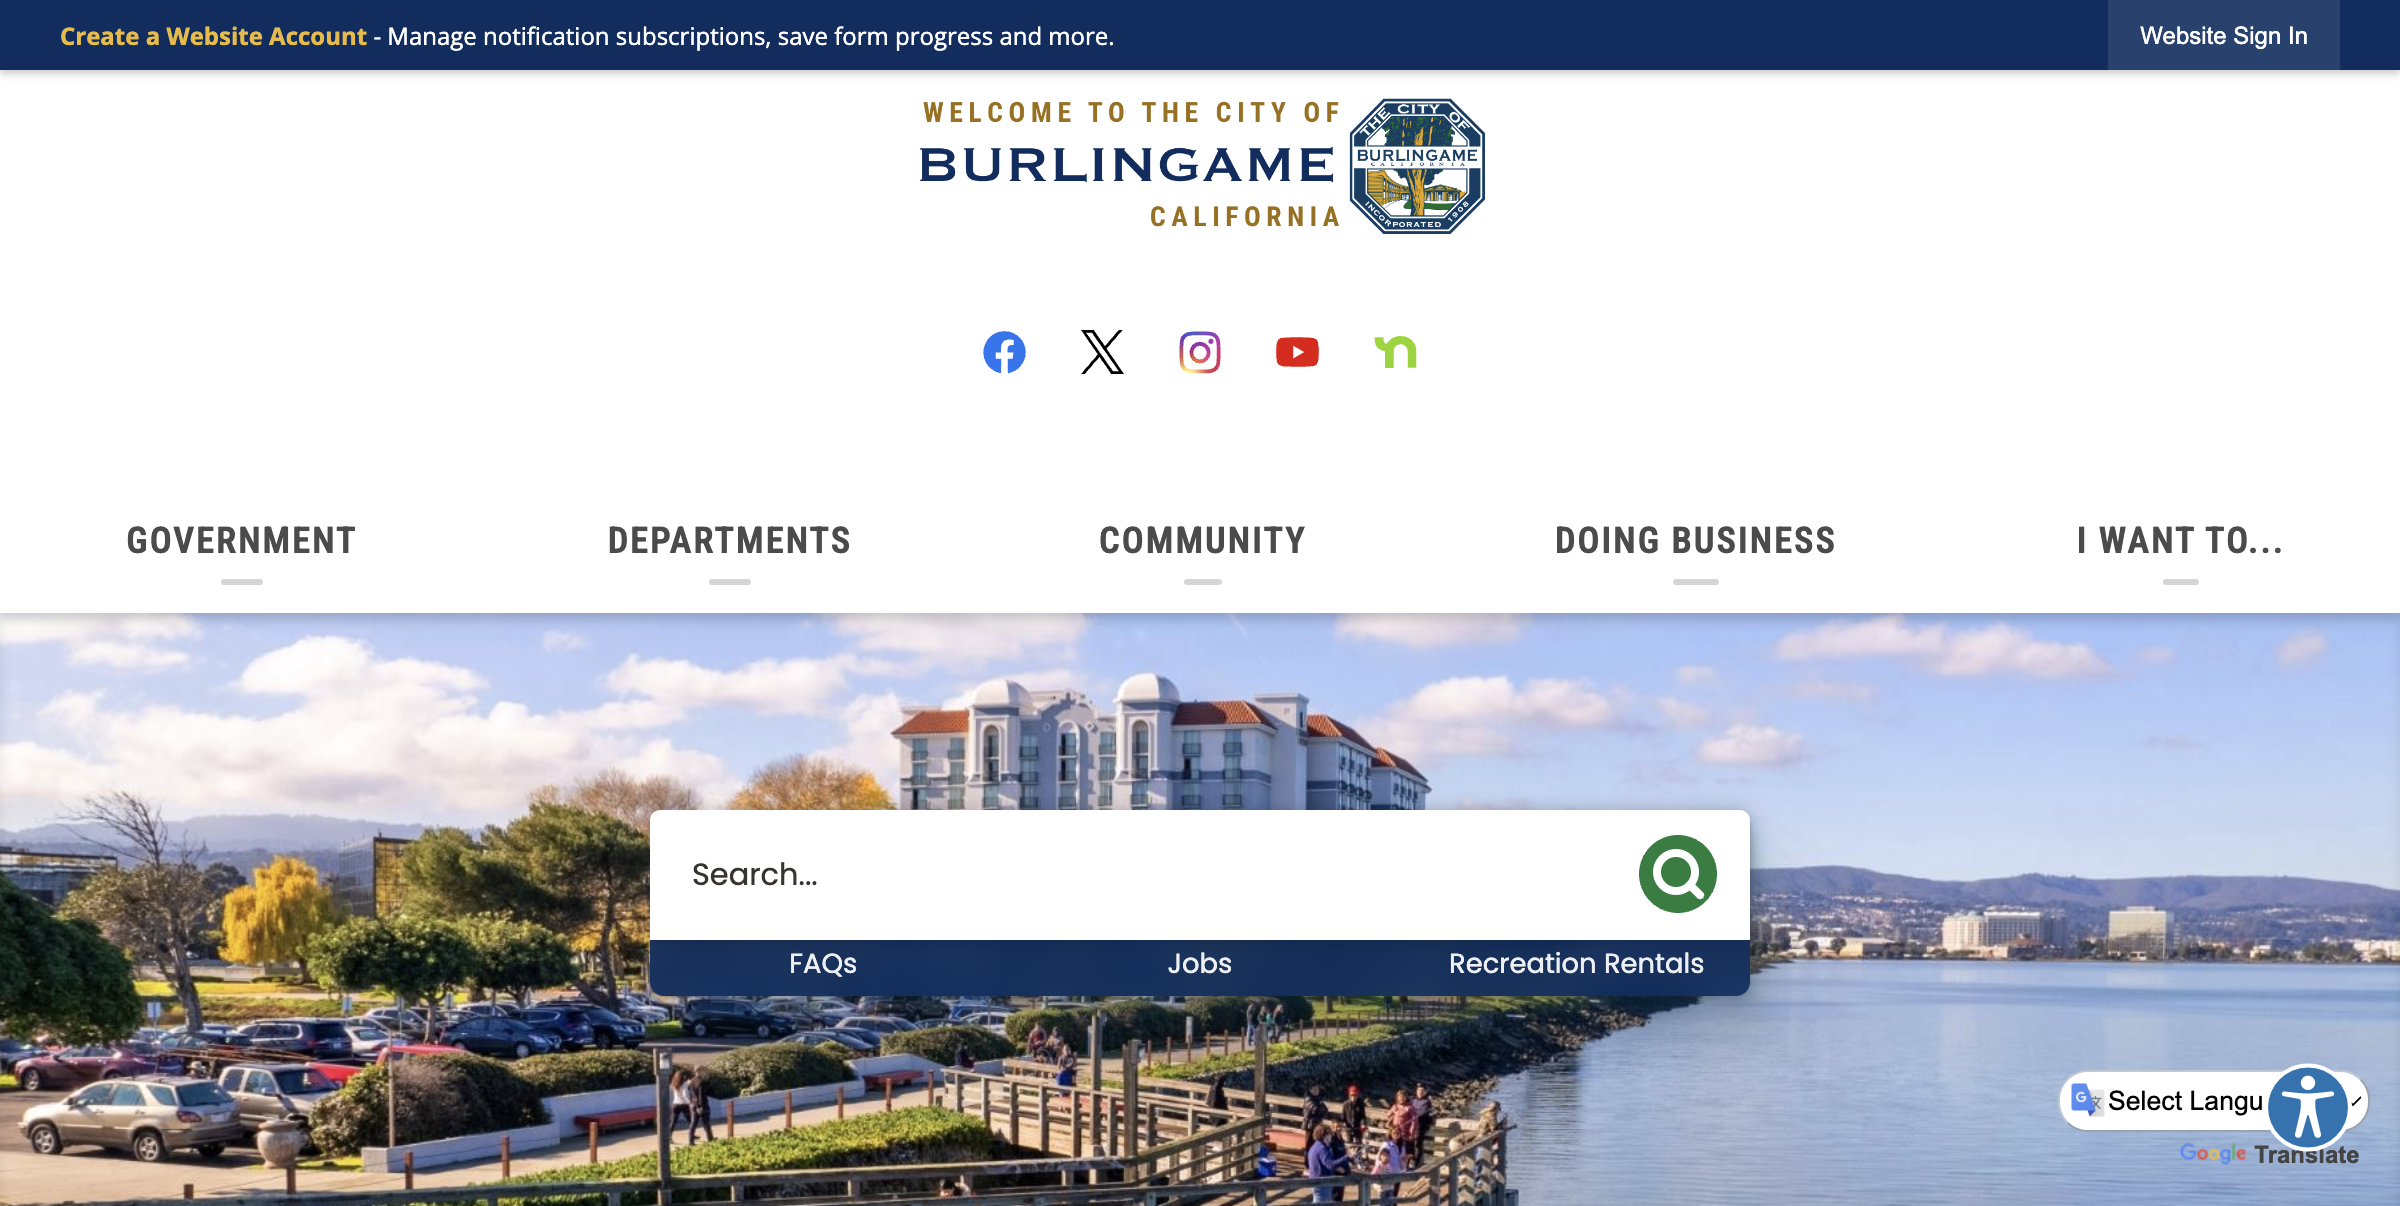 Create a Website Account - Manage notification subscriptions, save form progress and more.
Website Sign In
WELCOME TO THE CITY OF
BURLINGAME
CALIFORNIA
THE CITY OF
BURLINGAME
CALIFORNIA
INCORPORATED 1908
GOVERNMENT
DEPARTMENTS
COMMUNITY
DOING BUSINESS
I WANT TO...
Search...
FAQs
Jobs
Recreation Rentals
Select Langu
Google Translate